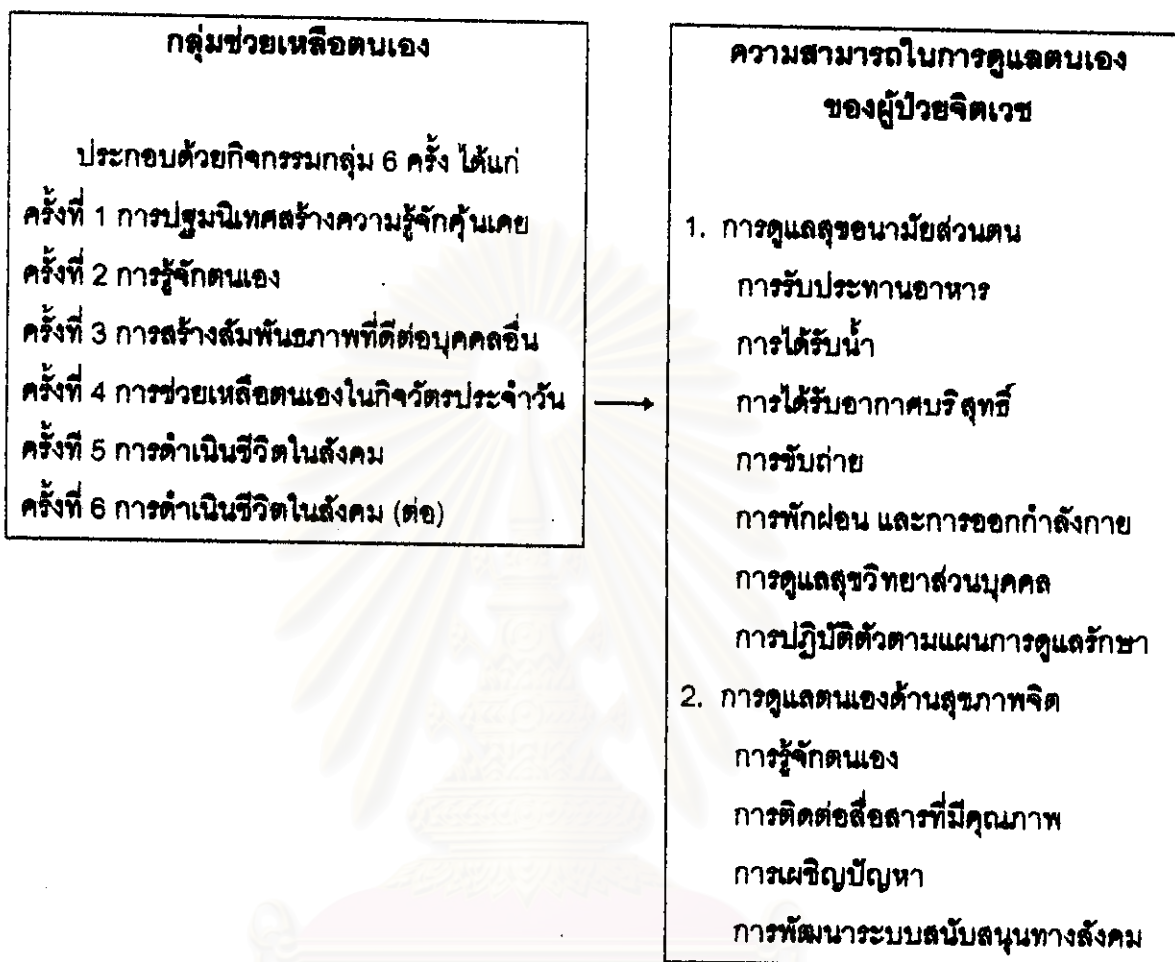 กลุ่มช่วยเหลือตนเอง
ประกอบด้วยกิจกรรมกลุ่ม 6 ครั้ง ได้แก่
ครั้งที่ 1 การปฐมนิเทศสร้างความรู้จักคุ้นเคย
ครั้งที่ 2 การรู้จักตนเอง
ครั้งที่ 3 การสร้างสัมพันธภาพที่ดีต่อบุคคลอื่น
ครั้งที่ 4 การช่วยเหลือตนเองในกิจวัตรประจำวัน
ครั้งที่ 5 การดำเนินชีวิตในสังคม
ครั้งที่ 6 การดำเนินชีวิตในสังคม (ต่อ)
ความสามารถในการดูแลตนเอง
ของผู้ป่วยจิตเวช
1. การดูแลสุขอนามัยส่วนตน
การรับประทานอาหาร
การได้รับน้ำ
การได้รับอากาศบริสุทธิ์
การขับถ่าย
การพักผ่อน และการออกกำลังกาย
การดูแลสุขวิทยาส่วนบุคคล
การปฏิบัติตัวตามแผนการดูแลรักษา
2. การดูแลตนเองด้านสุขภาพจิต
การรู้จักตนเอง
การติดต่อสื่อสารที่มีคุณภาพ
การเผชิญปัญหา
การพัฒนาระบบสนับสนุนทางสังคม